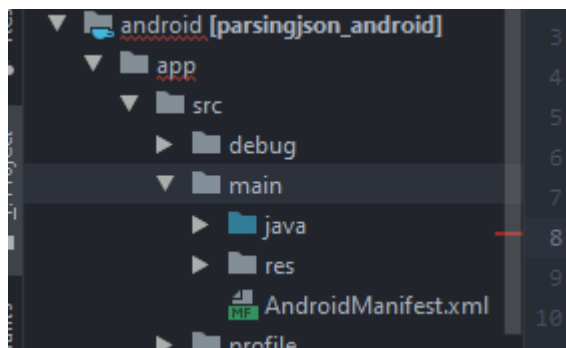 android [parsingjson_android]
3
app
4
src
5
debug
6
main
7
java
8
res
9
MF AndroidManifest.xml
10
profile